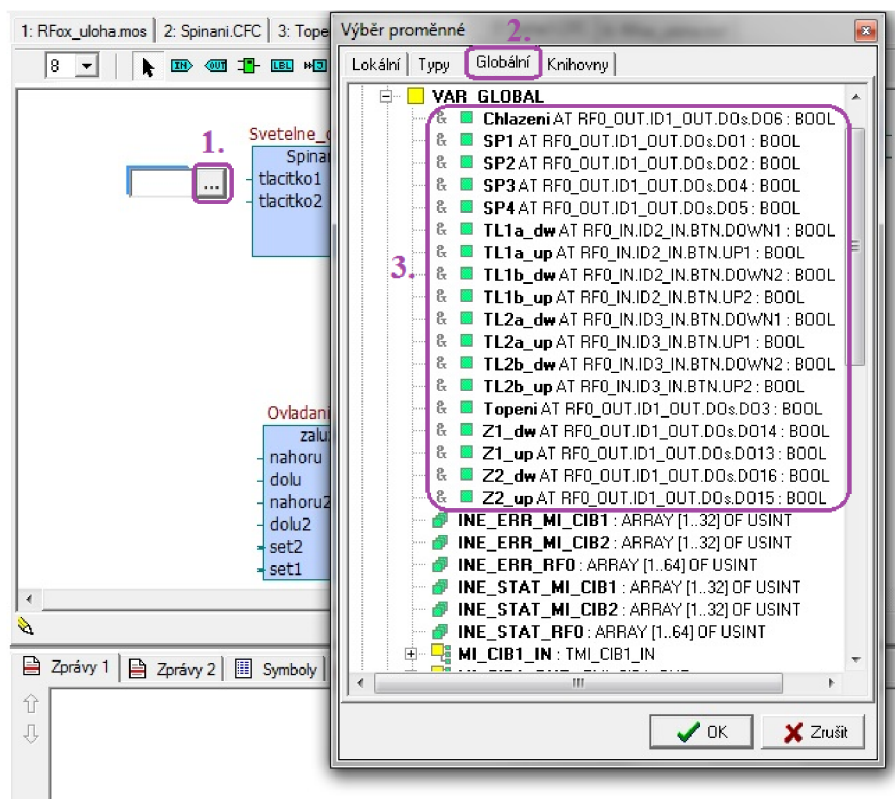 1: RFox_uloha.mos 2: Spinani.CFC 3: Tope
8 IN> <OUT LBL
Svetelne_
Spina
1.
...
tlacitko1
tlacitko2
Ovladani
zalu
nahoru
dolu
nahoru2
dolu2
set2
set1
Zprávy 1 Zprávy 2 Symboly
Výběr proměnné
2.
Lokální Typy Globální Knihovny
VAR_GLOBAL
& Chlazeni AT RF0_OUT.ID1_OUT.DOs.DO6 : BOOL
& SP1 AT RF0_OUT.ID1_OUT.DOs.DO1 : BOOL
& SP2 AT RF0_OUT.ID1_OUT.DOs.DO2 : BOOL
& SP3 AT RF0_OUT.ID1_OUT.DOs.DO4 : BOOL
& SP4 AT RF0_OUT.ID1_OUT.DOs.DO5 : BOOL
& TL1a_dw AT RF0_IN.ID2_IN.BTN.DOWN1 : BOOL
& TL1a_up AT RF0_IN.ID2_IN.BTN.UP1 : BOOL
3.
& TL1b_dw AT RF0_IN.ID2_IN.BTN.DOWN2 : BOOL
& TL1b_up AT RF0_IN.ID2_IN.BTN.UP2 : BOOL
& TL2a_dw AT RF0_IN.ID3_IN.BTN.DOWN1 : BOOL
& TL2a_up AT RF0_IN.ID3_IN.BTN.UP1 : BOOL
& TL2b_dw AT RF0_IN.ID3_IN.BTN.DOWN2 : BOOL
& TL2b_up AT RF0_IN.ID3_IN.BTN.UP2 : BOOL
& Topeni AT RF0_OUT.ID1_OUT.DOs.DO3 : BOOL
& Z1_dw AT RF0_OUT.ID1_OUT.DOs.DO14 : BOOL
& Z1_up AT RF0_OUT.ID1_OUT.DOs.DO13 : BOOL
& Z2_dw AT RF0_OUT.ID1_OUT.DOs.DO16 : BOOL
& Z2_up AT RF0_OUT.ID1_OUT.DOs.DO15 : BOOL
INE_ERR_MI_CIB1 : ARRAY [1..32] OF USINT
INE_ERR_MI_CIB2 : ARRAY [1..32] OF USINT
INE_ERR_RF0 : ARRAY [1..64] OF USINT
INE_STAT_MI_CIB1 : ARRAY [1..32] OF USINT
INE_STAT_MI_CIB2 : ARRAY [1..32] OF USINT
INE_STAT_RF0 : ARRAY [1..64] OF USINT
MI_CIB1_IN : TMI_CIB1_IN
OK Zrušit